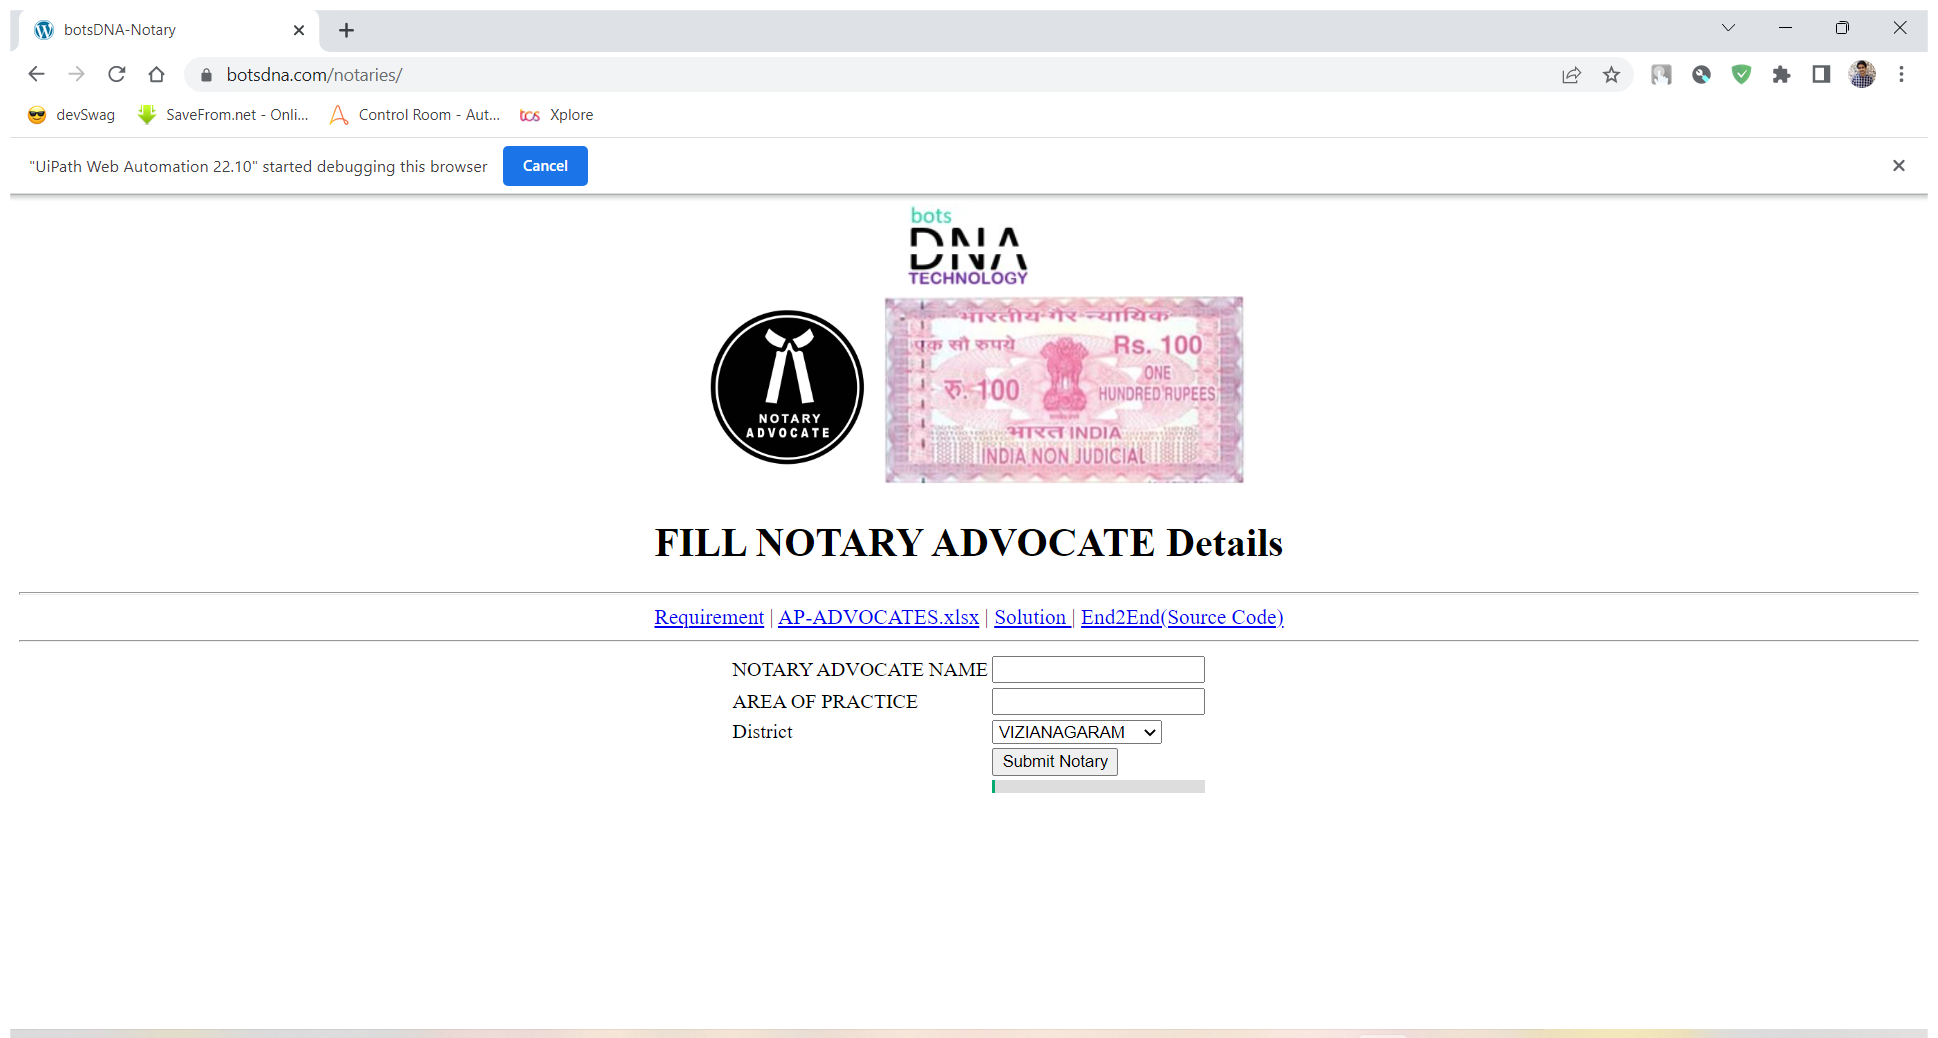 botsDNA-Notary
botsdna.com/notaries/
devSwag SaveFrom.net - Onli... Control Room - Aut... tcs Xplore
"UiPath Web Automation 22.10" started debugging this browser Cancel
bots
DNA
TECHNOLOGY
भारतीय गैर न्यायिक
एक सौ रुपये Rs. 100
रु. 100 ONE
HUNDRED RUPEES
भारत INDIA
INDIA NON JUDICIAL
NOTARY
ADVOCATE
FILL NOTARY ADVOCATE Details
Requirement | AP-ADVOCATES.xlsx | Solution | End2End(Source Code)
NOTARY ADVOCATE NAME
AREA OF PRACTICE
District VIZIANAGARAM
Submit Notary